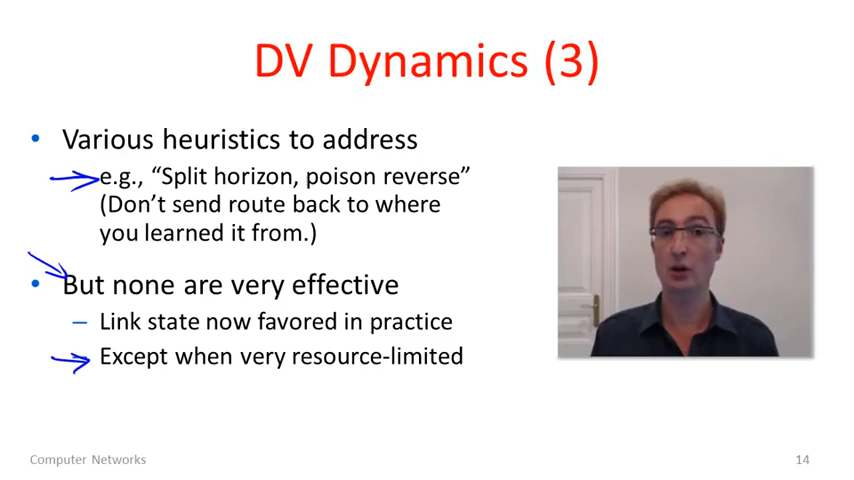 DV Dynamics (3)
• Various heuristics to address
e.g., “Split horizon, poison reverse”
(Don’t send route back to where
you learned it from.)
• But none are very effective
– Link state now favored in practice
Except when very resource-limited
Computer Networks
14